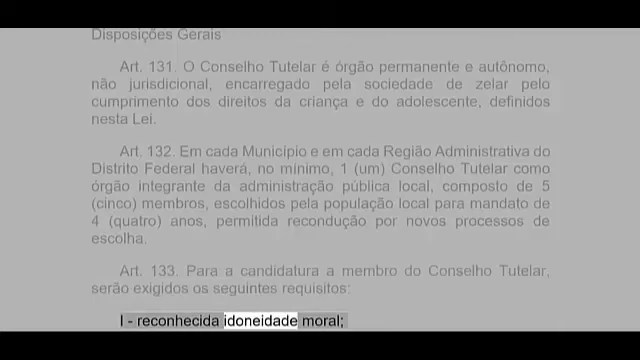 Disposições Gerais
Art. 131. O Conselho Tutelar é órgão permanente e autônomo,
não jurisdicional, encarregado pela sociedade de zelar pelo
cumprimento dos direitos da criança e do adolescente, definidos
nesta Lei.
Art. 132. Em cada Município e em cada Região Administrativa do
Distrito Federal haverá, no mínimo, 1 (um) Conselho Tutelar como
órgão integrante da administração pública local, composto de 5
(cinco) membros, escolhidos pela população local para mandato de
4 (quatro) anos, permitida recondução por novos processos de
escolha.
Art. 133. Para a candidatura a membro do Conselho Tutelar,
serão exigidos os seguintes requisitos:
I - reconhecida idoneidade moral;